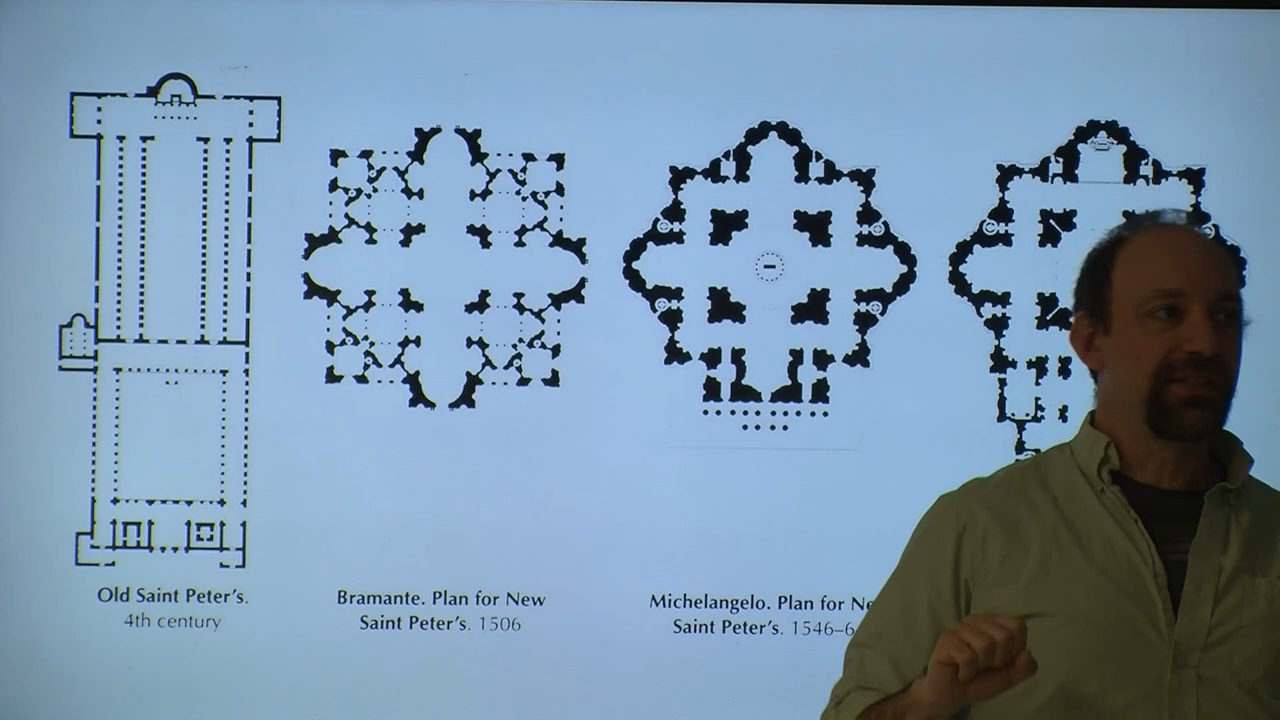 Old Saint Peter's.
4th century
Bramante. Plan for New
Saint Peter's. 1506
Michelangelo. Plan for
Saint Peter's. 1546–6